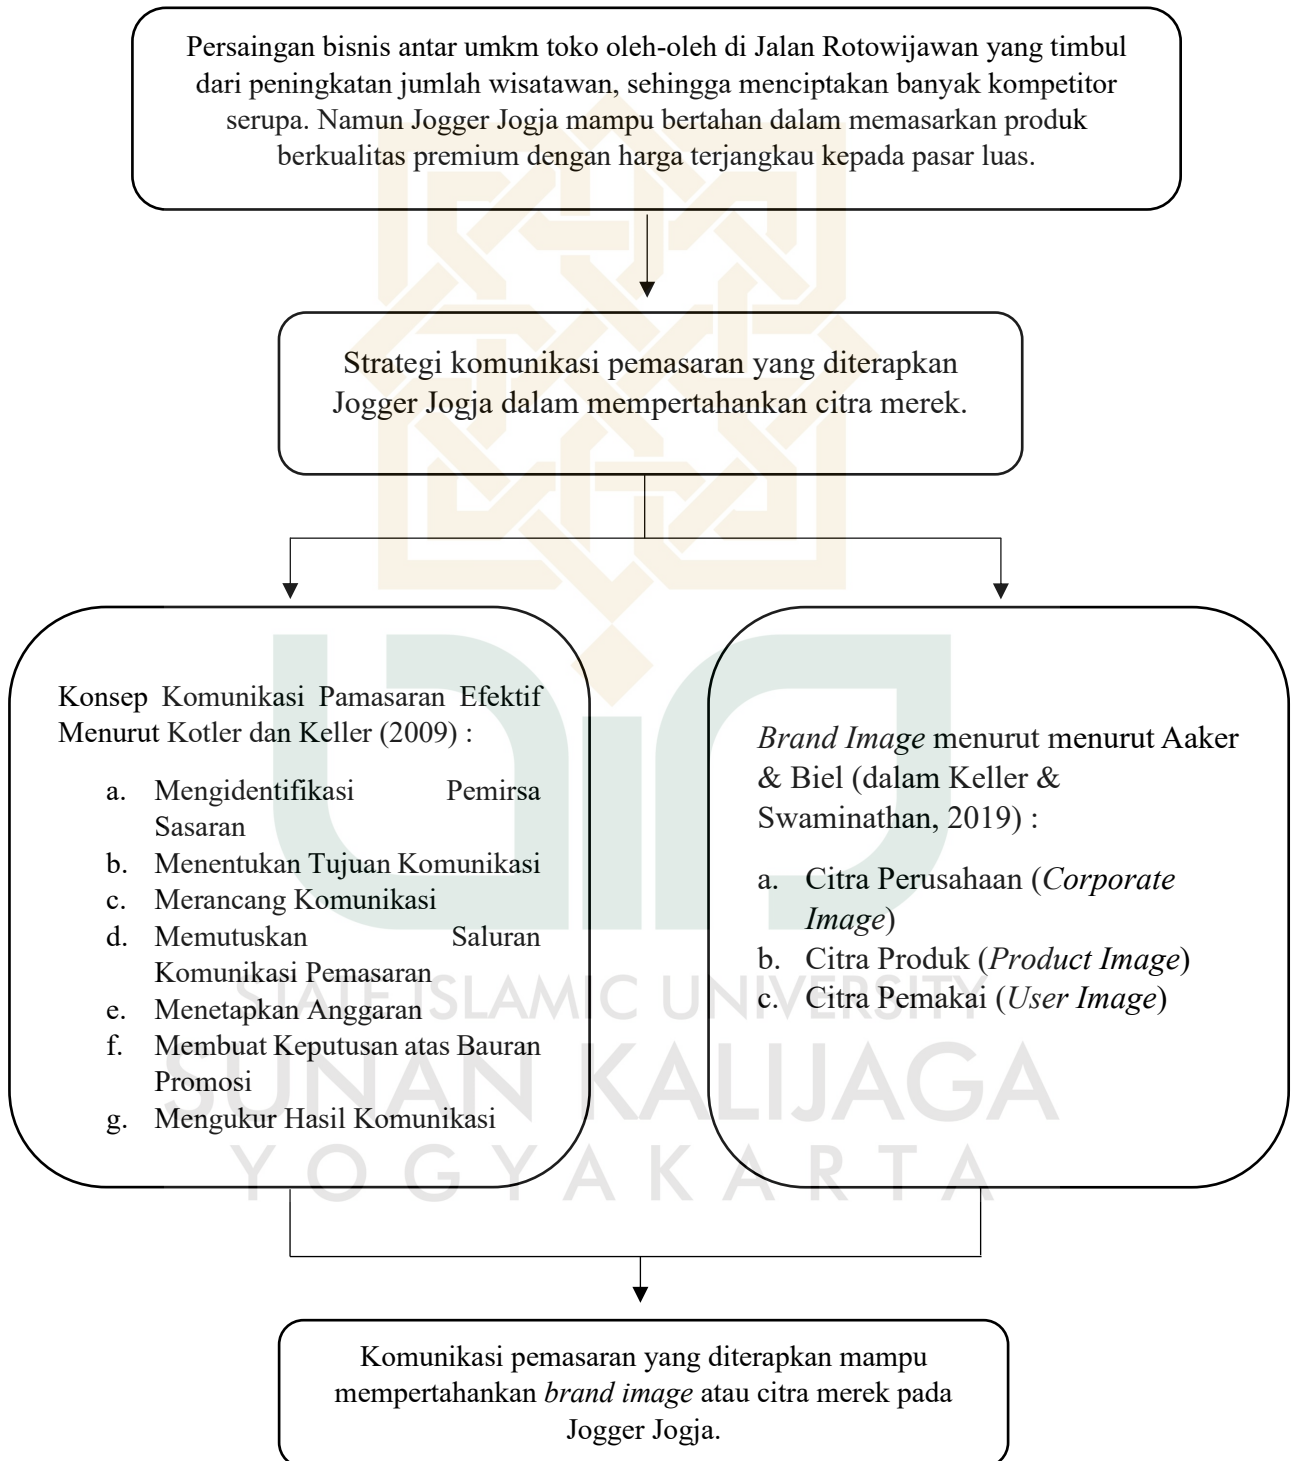 Persaingan bisnis antar umkm toko oleh-oleh di Jalan Rotowijawan yang timbul
dari peningkatan jumlah wisatawan, sehingga menciptakan banyak kompetitor
serupa. Namun Jogger Jogja mampu bertahan dalam memasarkan produk
berkualitas premium dengan harga terjangkau kepada pasar luas.
Strategi komunikasi pemasaran yang diterapkan
Jogger Jogja dalam mempertahankan citra merek.
Konsep Komunikasi Pamasaran Efektif
Menurut Kotler dan Keller (2009) :
a. Mengidentifikasi Pemirsa
Sasaran
b. Menentukan Tujuan Komunikasi
c. Merancang Komunikasi
d. Memutuskan Saluran
Komunikasi Pemasaran
e. Menetapkan Anggaran
f. Membuat Keputusan atas Bauran
Promosi
g. Mengukur Hasil Komunikasi
Brand Image menurut menurut Aaker
& Biel (dalam Keller &
Swaminathan, 2019) :
a. Citra Perusahaan (Corporate
Image)
b. Citra Produk (Product Image)
c. Citra Pemakai (User Image)
STATE ISLAMIC UNIVERSITY
SUNAN KALIJAGA
YOGYAKARTA
Komunikasi pemasaran yang diterapkan mampu
mempertahankan brand image atau citra merek pada
Jogger Jogja.